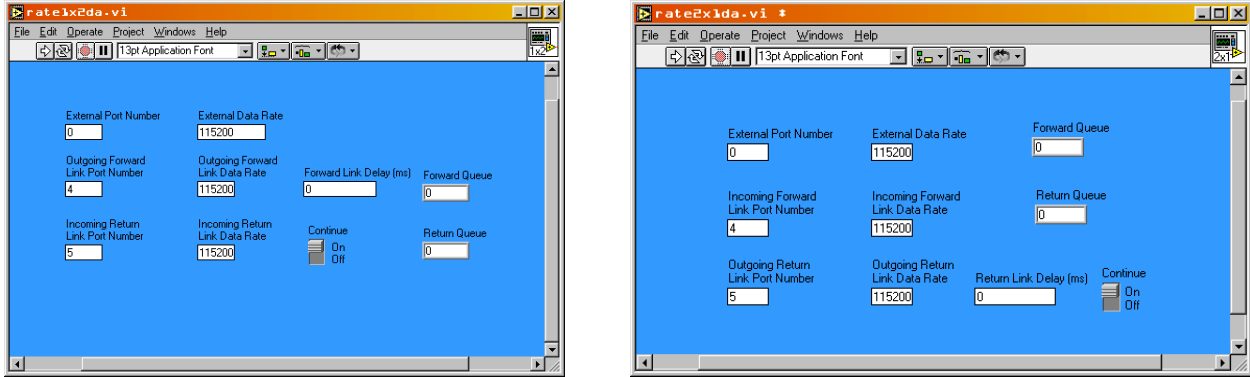 rate1x2da.vi
File Edit Operate Project Windows Help
13pt Application Font
1x2
External Port Number
0
External Data Rate
115200
Outgoing Forward
Link Port Number
4
Outgoing Forward
Link Data Rate
115200
Forward Link Delay (ms)
0
Forward Queue
0
Incoming Return
Link Port Number
5
Incoming Return
Link Data Rate
115200
Continue
On
Off
Return Queue
0
rate2x1da.vi *
File Edit Operate Project Windows Help
13pt Application Font
2x1
External Port Number
0
External Data Rate
115200
Forward Queue
0
Incoming Forward
Link Port Number
4
Incoming Forward
Link Data Rate
115200
Return Queue
0
Outgoing Return
Link Port Number
5
Outgoing Return
Link Data Rate
115200
Return Link Delay (ms)
0
Continue
On
Off